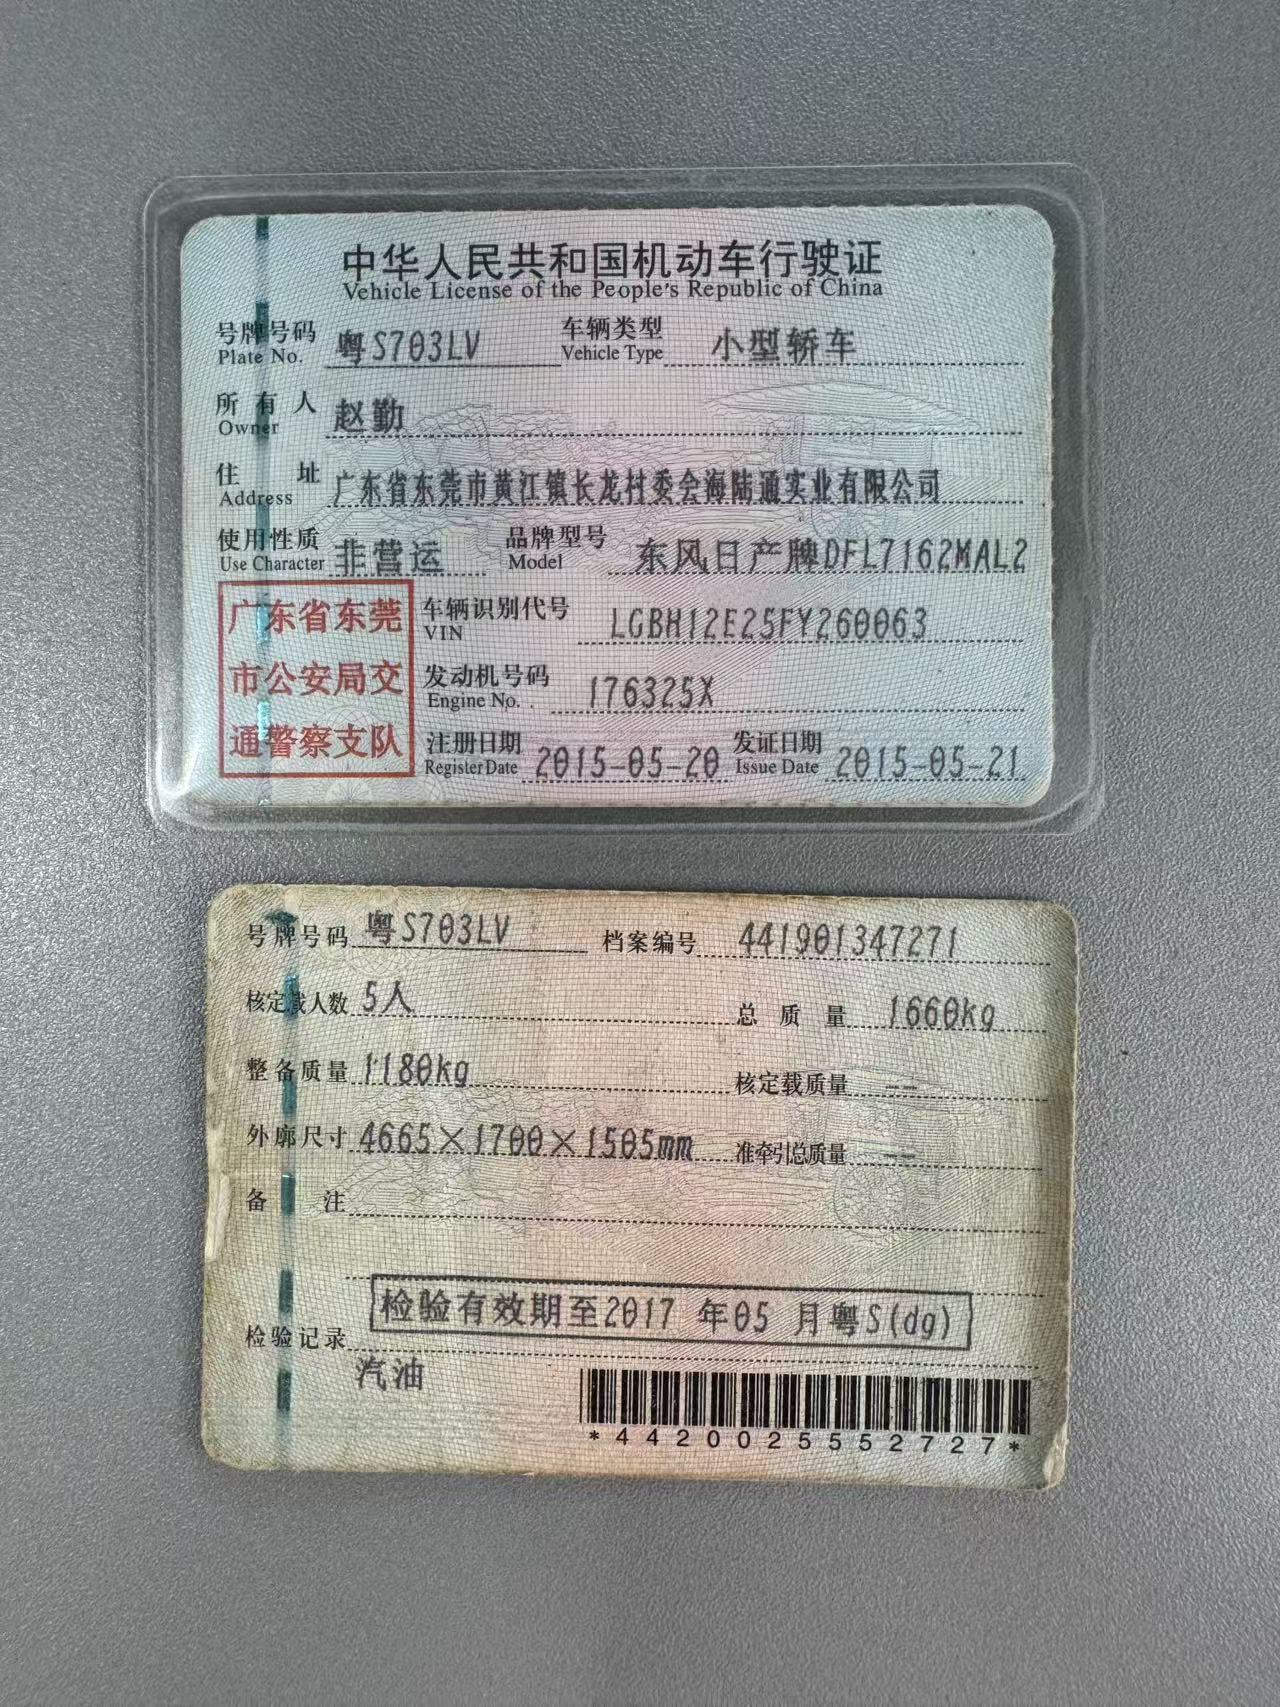 中华人民共和国机动车行驶证
Vehicle License of the People's Republic of China
号牌号码 粤S703LV 车辆类型 小型轿车
Plate No. Vehicle Type
所有人 赵勤
Owner
住址 广东省东莞市黄江镇长龙村委会海陆通实业有限公司
Address
使用性质 非营运 品牌型号 东风日产牌DFL7162MAL2
Use Character Model
广东省东莞
市公安局交
通警察支队
车辆识别代号 LGBH12E25FY260063
VIN
发动机号码 176325X
Engine No.
注册日期 2015-05-20 发证日期 2015-05-21
Register Date Issue Date
号牌号码 粤S703LV 档案编号 441901347271
核定载人数 5人 总质量 1660kg
整备质量 1180kg 核定载质量 --
外廓尺寸 4665×1700×1505mm 准牵引总质量 --
备注
检验记录 检验有效期至2017 年05 月粤S(dg)
汽油
*4420025552727*